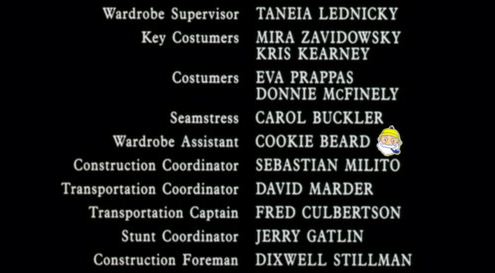 Wardrobe Supervisor TANEIA LEDNICKY
Key Costumers MIRA ZAVIDOWSKY
KRIS KEARNEY
Costumers EVA PRAPPAS
DONNIE McFINELY
Seamstress CAROL BUCKLER
Wardrobe Assistant COOKIE BEARD
Construction Coordinator SEBASTIAN MILITO
Transportation Coordinator DAVID MARDER
Transportation Captain FRED CULBERTSON
Stunt Coordinator JERRY GATLIN
Construction Foreman DIXWELL STILLMAN